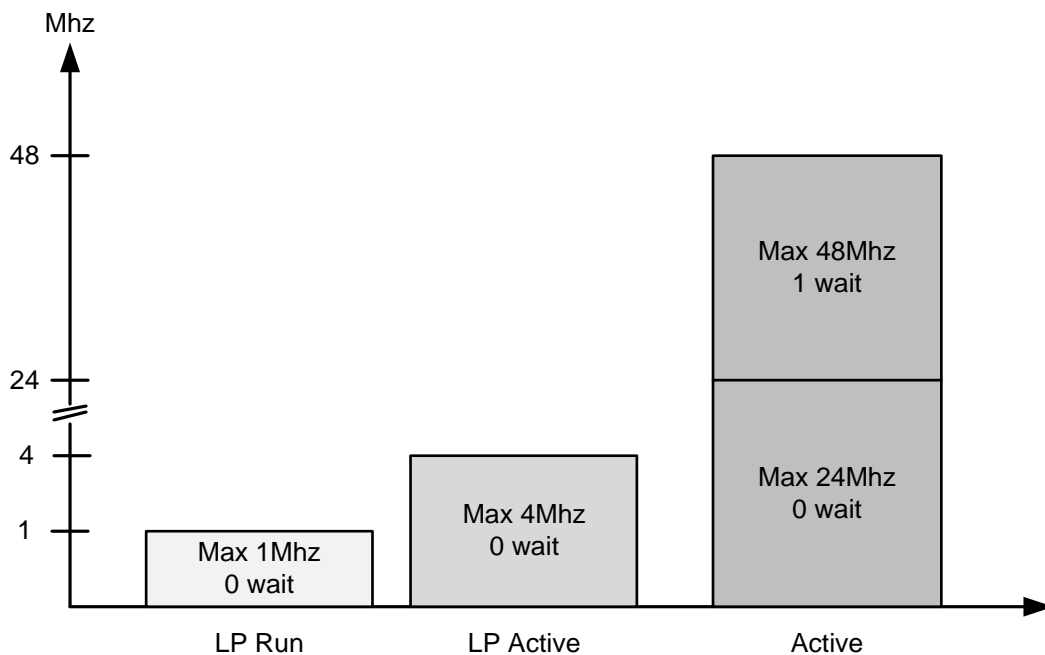 Mhz
48
Max 48Mhz
1 wait
24
4
Max 24Mhz
0 wait
Max 4Mhz
0 wait
1
Max 1Mhz
0 wait
LP Run
LP Active
Active